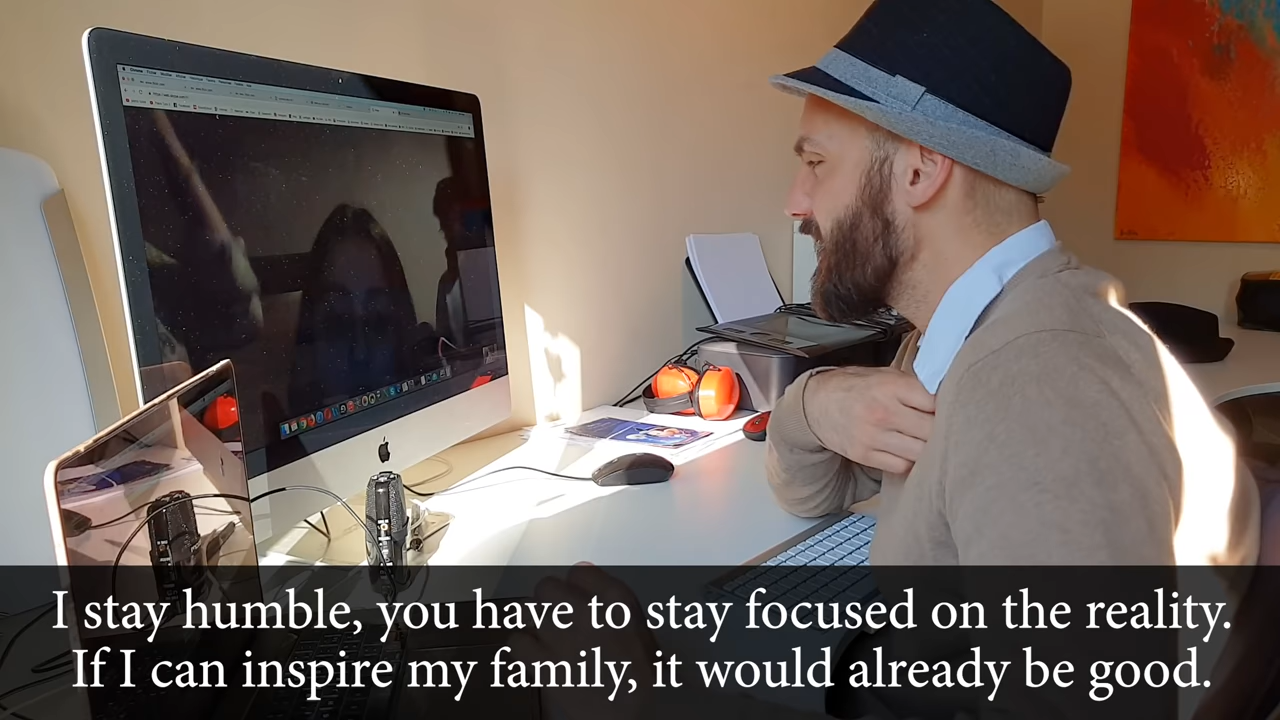 I stay humble, you have to stay focused on the reality.
If I can inspire my family, it would already be good.